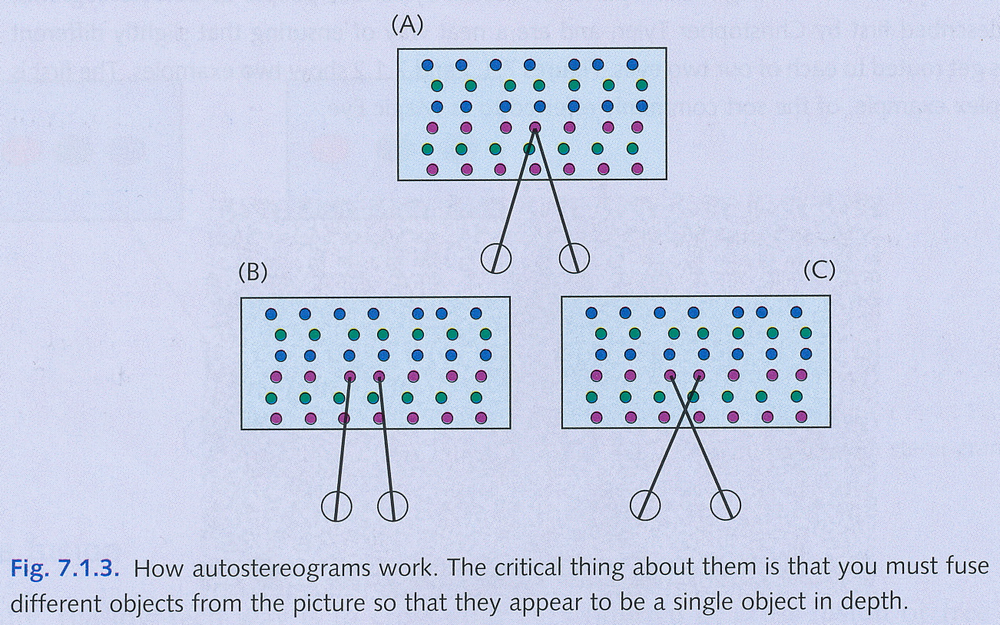 (A)
(B)
(C)
Fig. 7.1.3. How autostereograms work. The critical thing about them is that you must fuse
different objects from the picture so that they appear to be a single object in depth.